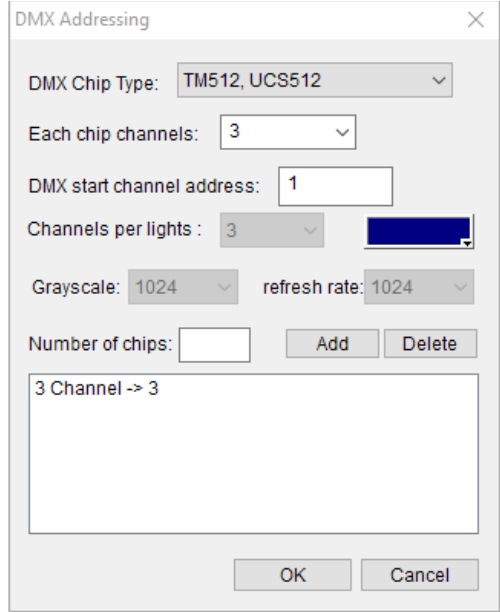 DMX Addressing
DMX Chip Type: TM512, UCS512
Each chip channels: 3
DMX start channel address: 1
Channels per lights : 3
Grayscale: 1024 refresh rate: 1024
Number of chips: Add Delete
3 Channel -> 3
OK Cancel